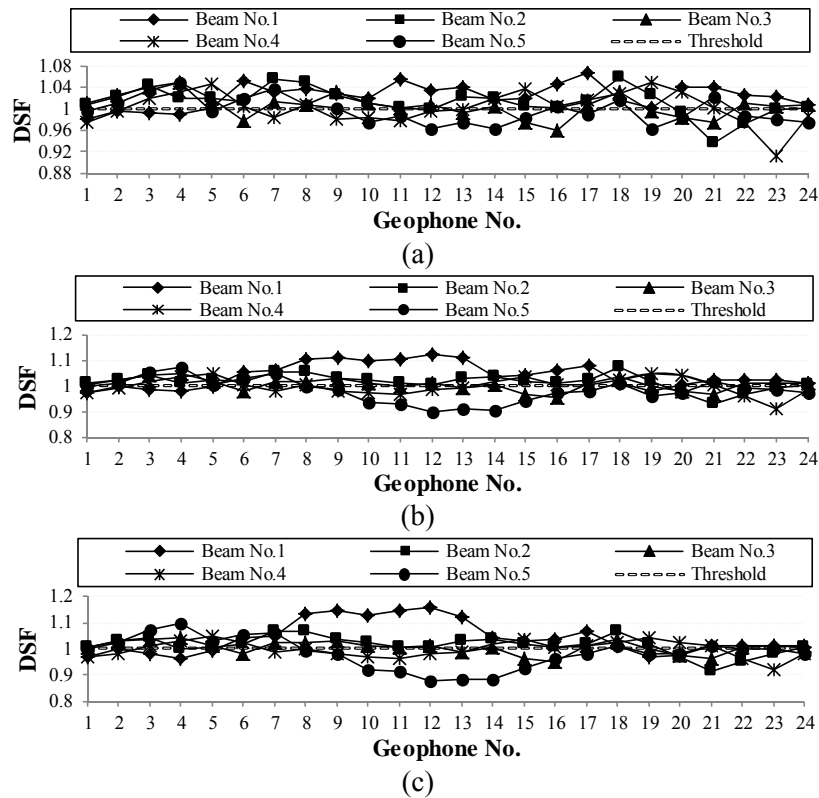 Beam No.1 Beam No.2 Beam No.3
Beam No.4 Beam No.5 Threshold
1.08
1.04
1
0.96
0.92
0.88
DSF
1 2 3 4 5 6 7 8 9 10 11 12 13 14 15 16 17 18 19 20 21 22 23 24
Geophone No.
(a)
Beam No.1 Beam No.2 Beam No.3
Beam No.4 Beam No.5 Threshold
1.2
1.1
1
0.9
0.8
DSF
1 2 3 4 5 6 7 8 9 10 11 12 13 14 15 16 17 18 19 20 21 22 23 24
Geophone No.
(b)
Beam No.1 Beam No.2 Beam No.3
Beam No.4 Beam No.5 Threshold
1.2
1.1
1
0.9
0.8
DSF
1 2 3 4 5 6 7 8 9 10 11 12 13 14 15 16 17 18 19 20 21 22 23 24
Geophone No.
(c)